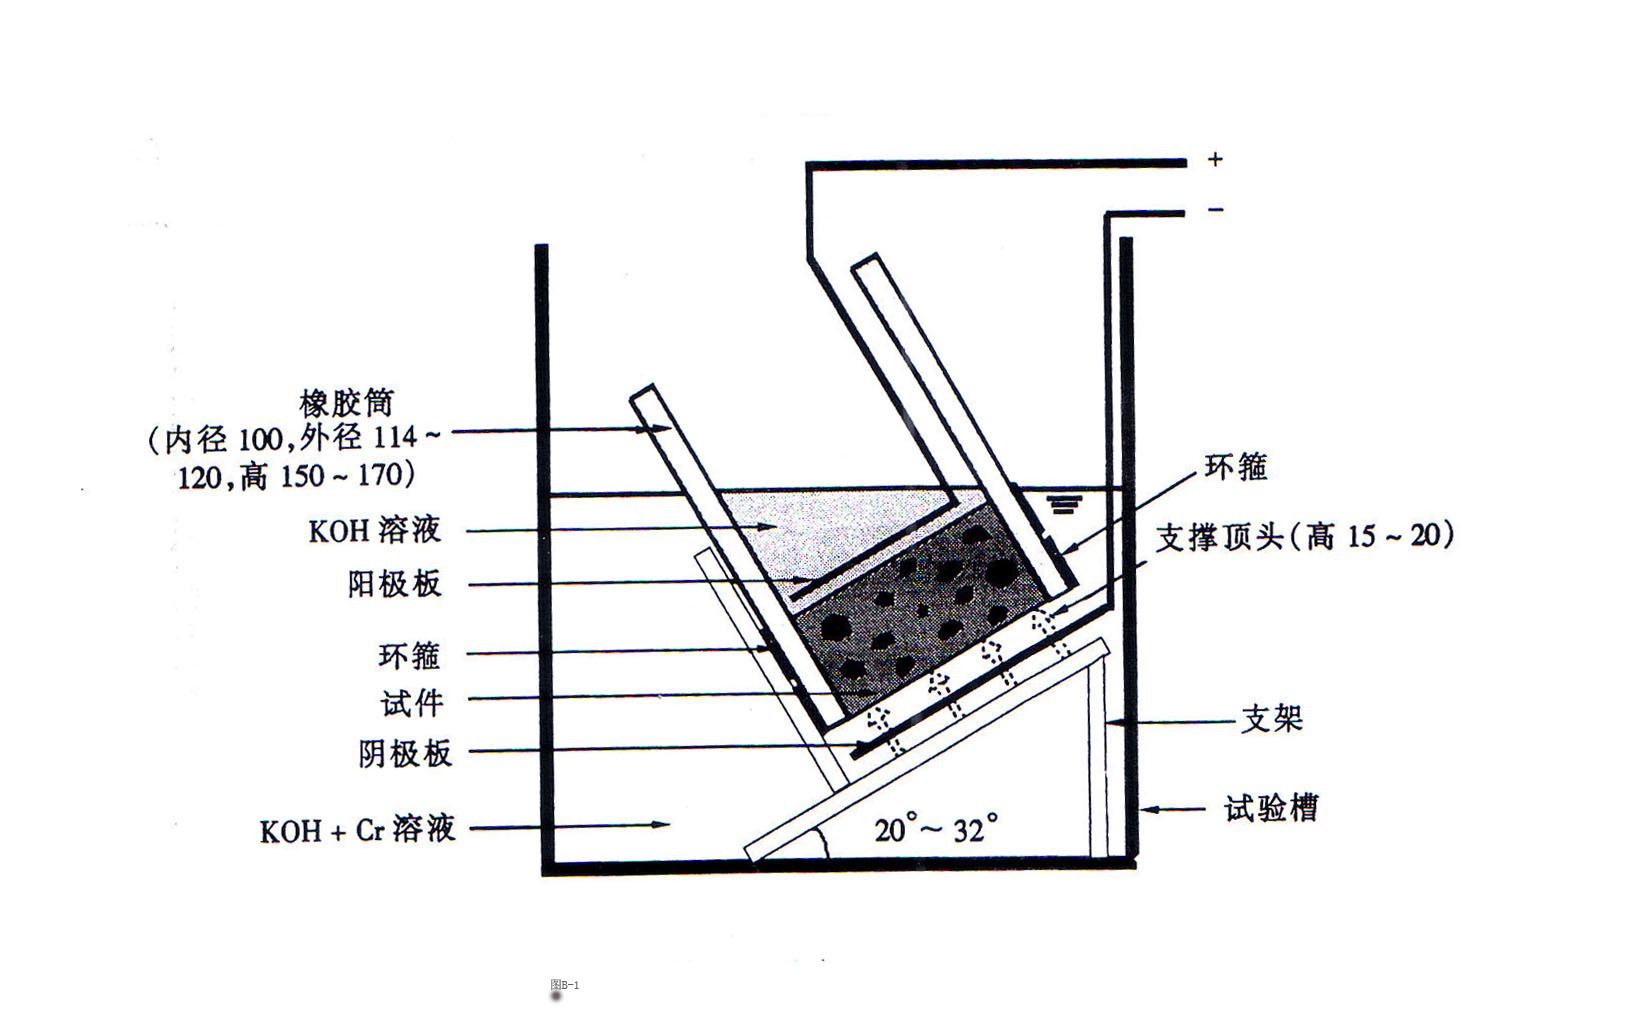 +
−
橡胶筒
(内径 100,外径 114~
120,高 150~170)
KOH 溶液
阳极板
环箍
试件
阴极板
KOH + Cr 溶液
环箍
支撑顶头(高 15~20)
支架
试验槽
20°~32°
图B-1